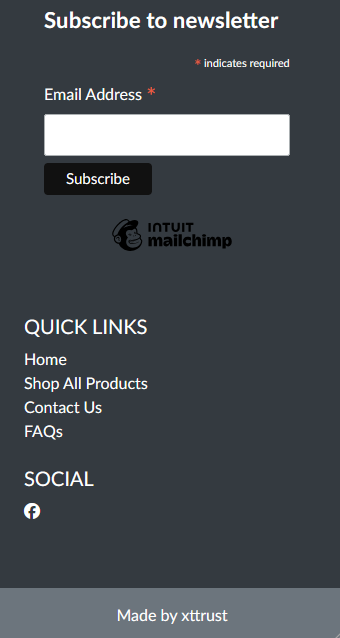 Subscribe to newsletter
* indicates required
Email Address *
Subscribe
INTUIT
mailchimp
QUICK LINKS
Home
Shop All Products
Contact Us
FAQs
SOCIAL
Made by xttrust